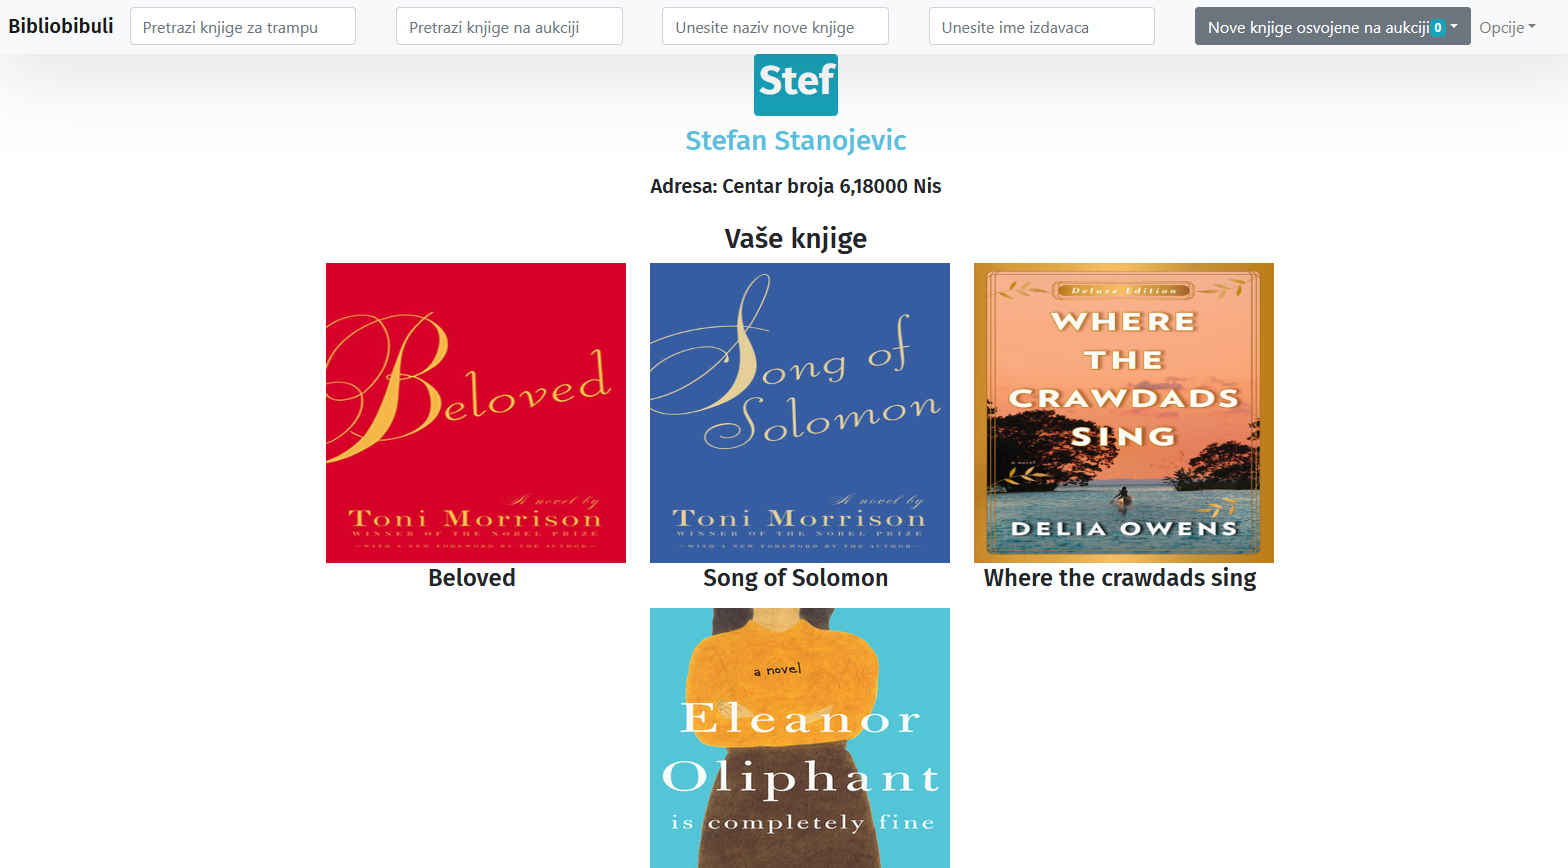 Bibliobibuli
Pretrazi knjige za trampu
Pretrazi knjige na aukciji
Unesite naziv nove knjige
Unesite ime izdavaca
Nove knjige osvojene na aukciji 0
Opcije
Stef
Stefan Stanojevic
Adresa: Centar broja 6,18000 Nis
Vaše knjige
Beloved
A novel by
Toni Morrison
WINNER OF THE NOBEL PRIZE
—WITH A NEW FOREWORD BY THE AUTHOR—
Song of
Solomon
A novel by
Toni Morrison
WINNER OF THE NOBEL PRIZE
—WITH A NEW FOREWORD BY THE AUTHOR—
Deluxe Edition
WHERE
THE
CRAWDADS
SING
a novel
DELIA OWENS
Beloved
Song of Solomon
Where the crawdads sing
a novel
Eleanor
Oliphant
is completely fine